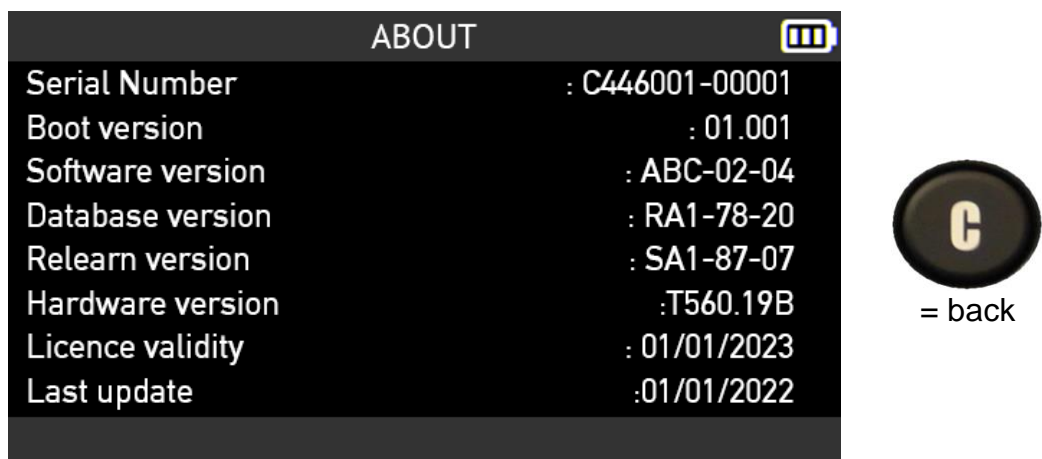 ABOUT
Serial Number : C446001-00001
Boot version : 01.001
Software version : ABC-02-04
Database version : RA1-78-20
Relearn version : SA1-87-07
Hardware version :T560.19B
Licence validity : 01/01/2023
Last update :01/01/2022
C
= back